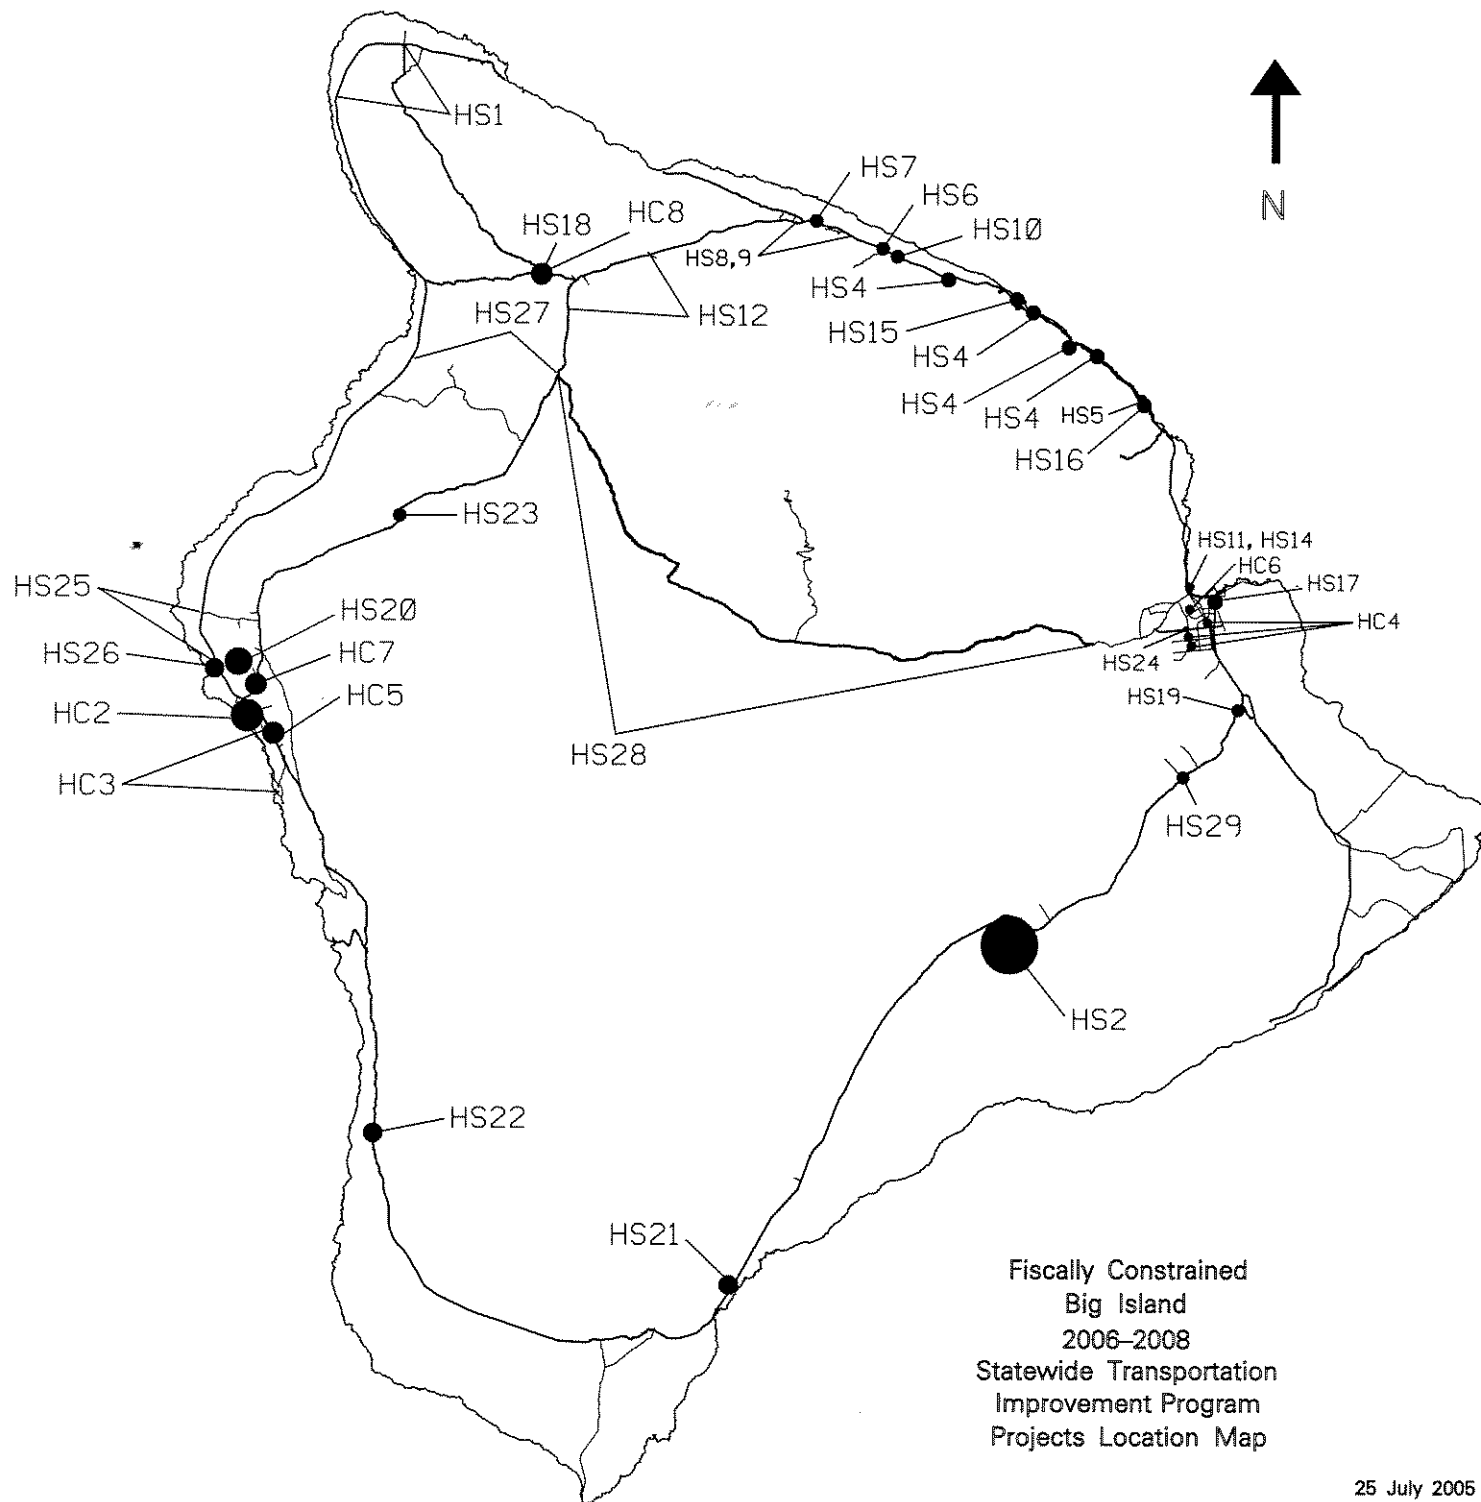 HS1
N
HS7
HS6
HS18
HC8
HS10
HS8,9
HS4
HS27
HS12
HS15
HS4
HS4
HS4
HS5
HS16
HS23
HS11, HS14
HC6
HS17
HS25
HS20
HC4
HS26
HC7
HS24
HC5
HS19
HC2
HS28
HC3
HS29
HS2
HS22
HS21
Fiscally Constrained
Big Island
2006–2008
Statewide Transportation
Improvement Program
Projects Location Map
25 July 2005